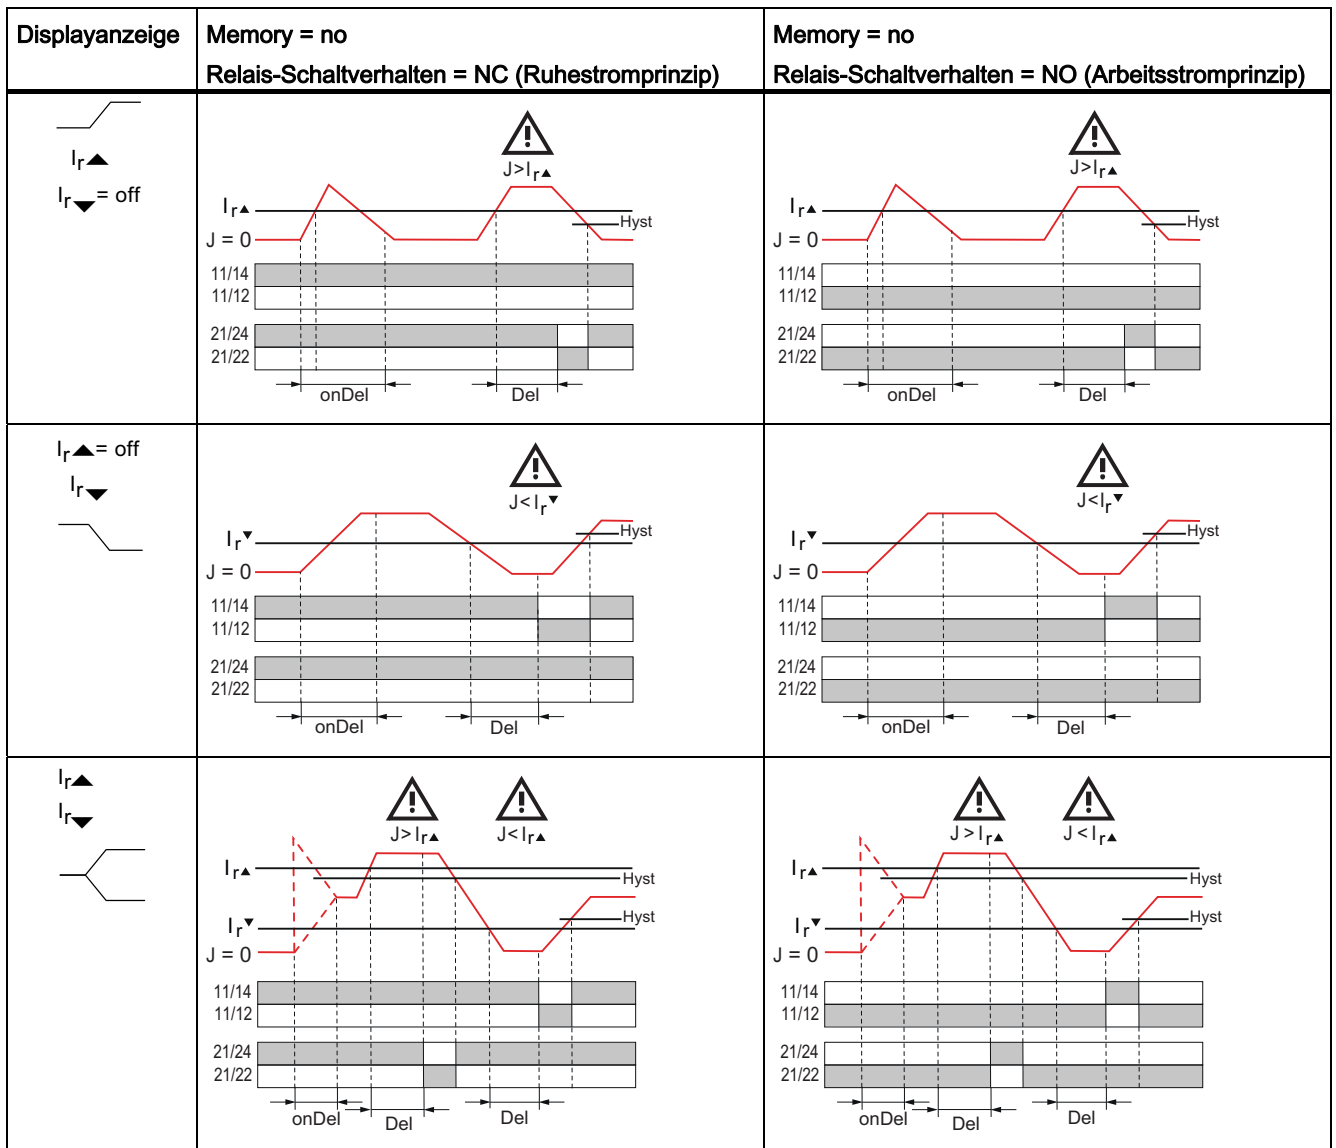 Displayanzeige
Memory = no
Relais-Schaltverhalten = NC (Ruhestromprinzip)
Memory = no
Relais-Schaltverhalten = NO (Arbeitsstromprinzip)
Ir▲
Ir▼= off
J>Ir▲
Ir▲
Hyst
J = 0
11/14
11/12
21/24
21/22
onDel
Del
J>Ir▲
Ir▲
Hyst
J = 0
11/14
11/12
21/24
21/22
onDel
Del
Ir▲= off
Ir▼
J<Ir▼
Ir▼
Hyst
J = 0
11/14
11/12
21/24
21/22
onDel
Del
J<Ir▼
Ir▼
Hyst
J = 0
11/14
11/12
21/24
21/22
onDel
Del
Ir▲
Ir▼
J>Ir▲
J<Ir▲
Ir▲
Hyst
Ir▼
Hyst
J = 0
11/14
11/12
21/24
21/22
onDel
Del
Del
J>Ir▲
J<Ir▲
Ir▲
Hyst
Ir▼
Hyst
J = 0
11/14
11/12
21/24
21/22
onDel
Del
Del